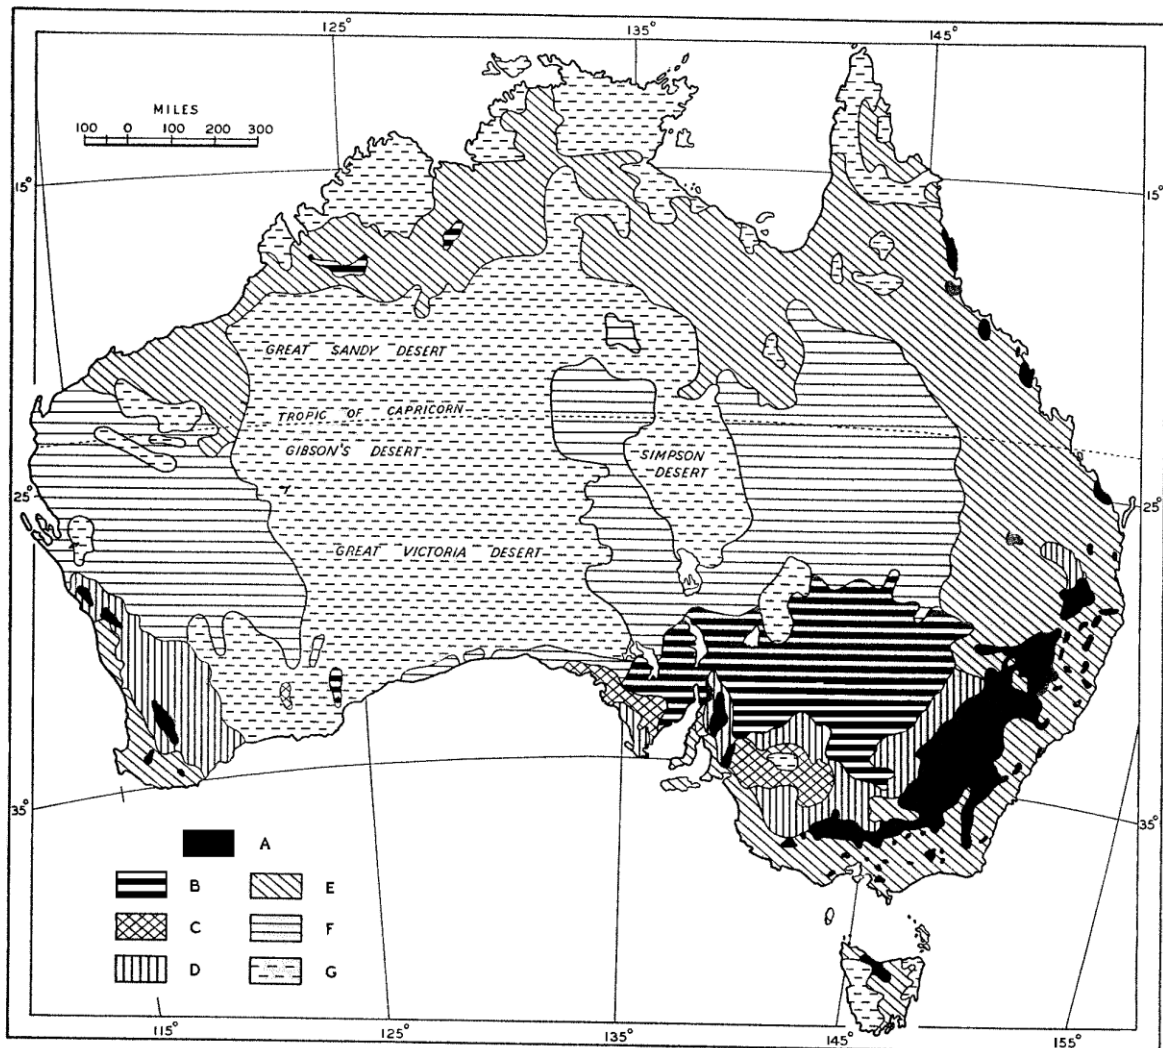 125°
135°
145°
MILES
100 0 100 200 300
15°
15°
GREAT SANDY DESERT
TROPIC OF CAPRICORN
GIBSON'S DESERT
SIMPSON
DESERT
25°
25°
GREAT VICTORIA DESERT
35°
35°
A
B
E
C
F
D
G
115°
125°
135°
145°
155°